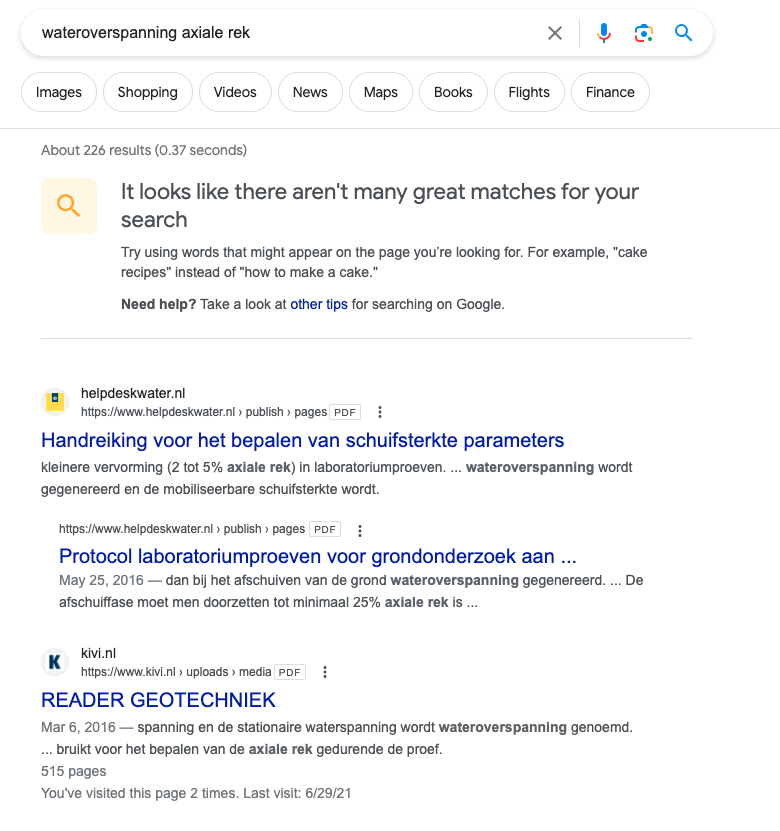 wateroverspanning axiale rek
Images Shopping Videos News Maps Books Flights Finance
About 226 results (0.37 seconds)
It looks like there aren't many great matches for your
search
Try using words that might appear on the page you’re looking for. For example, "cake
recipes" instead of "how to make a cake."
Need help? Take a look at other tips for searching on Google.
helpdeskwater.nl
https://www.helpdeskwater.nl › publish › pages PDF
Handreiking voor het bepalen van schuifsterkte parameters
kleinere vervorming (2 tot 5% axiale rek) in laboratoriumproeven. ... wateroverspanning wordt
gegenereerd en de mobiliseerbare schuifsterkte wordt.
https://www.helpdeskwater.nl › publish › pages PDF
Protocol laboratoriumproeven voor grondonderzoek aan ...
May 25, 2016 — dan bij het afschuiven van de grond wateroverspanning gegenereerd. ... De
afschuiffase moet men doorzetten tot minimaal 25% axiale rek is ...
K
kivi.nl
https://www.kivi.nl › uploads › media PDF
READER GEOTECHNIEK
Mar 6, 2016 — spanning en de stationaire waterspanning wordt wateroverspanning genoemd.
... bruikt voor het bepalen van de axiale rek gedurende de proef.
515 pages
You've visited this page 2 times. Last visit: 6/29/21